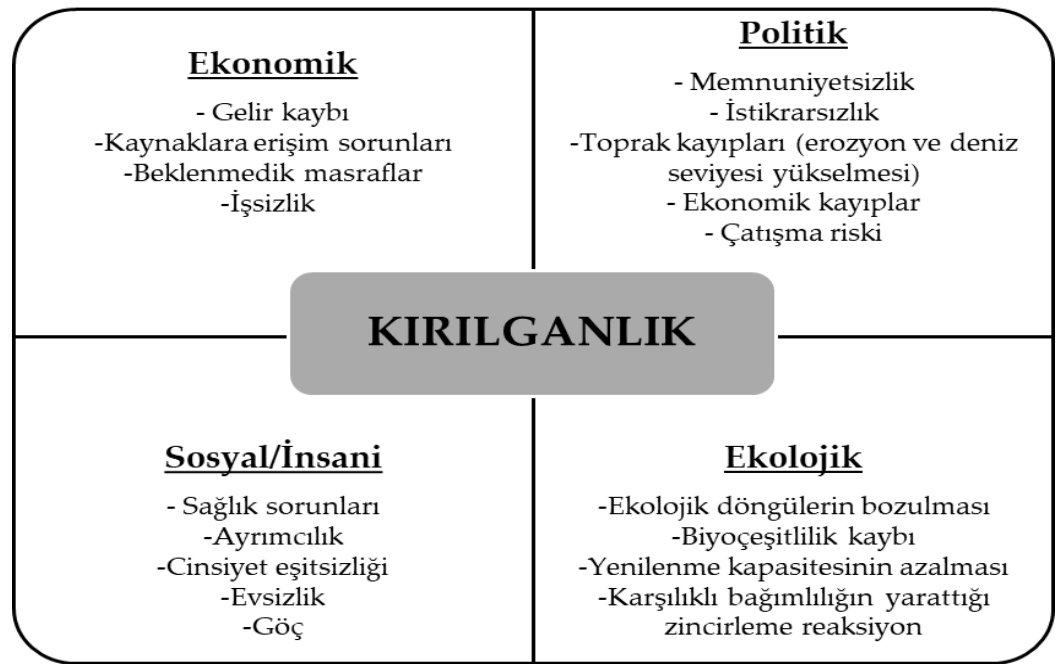 Ekonomik
- Gelir kaybı
-Kaynaklara erişim sorunları
-Beklenmedik masraflar
-İşsizlik
Politik
- Memnuniyetsizlik
- İstikrarsızlık
-Toprak kayıpları (erozyon ve deniz
seviyesi yükselmesi)
- Ekonomik kayıplar
- Çatışma riski
KIRILGANLIK
Sosyal/İnsani
- Sağlık sorunları
-Ayrımcılık
-Cinsiyet eşitsizliği
-Evsizlik
-Göç
Ekolojik
-Ekolojik döngülerin bozulması
-Biyoçeşitlilik kaybı
-Yenilenme kapasitesinin azalması
-Karşılıklı bağımlılığın yarattığı
zincirleme reaksiyon